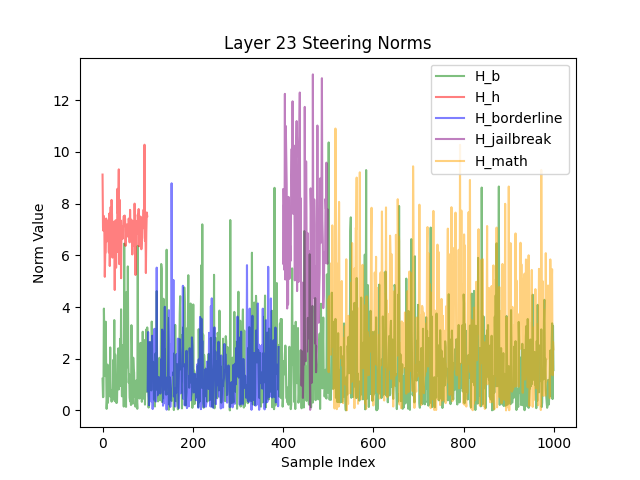 Layer 23 Steering Norms
H_b
H_h
H_borderline
H_jailbreak
H_math
Norm Value
12
10
8
6
4
2
0
0 200 400 600 800 1000
Sample Index